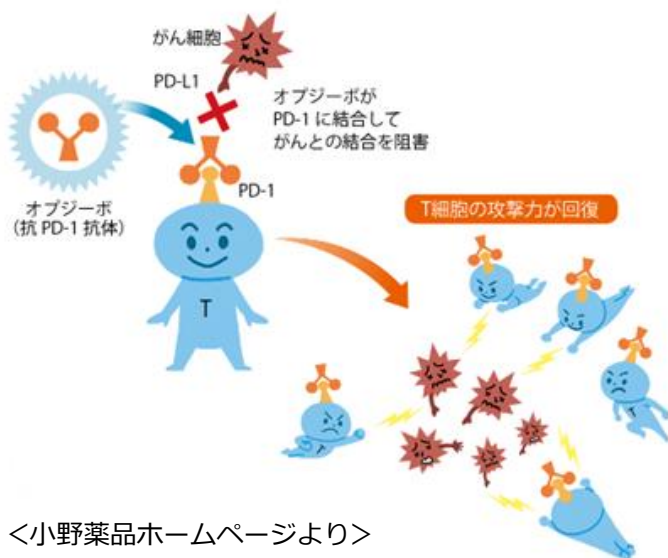 がん細胞
PD-L1
オプジーボが
PD-1に結合して
がんとの結合を阻害
オプジーボ
（抗PD-1抗体）
PD-1
T
T細胞の攻撃力が回復
T
T
＜小野薬品ホームページより＞